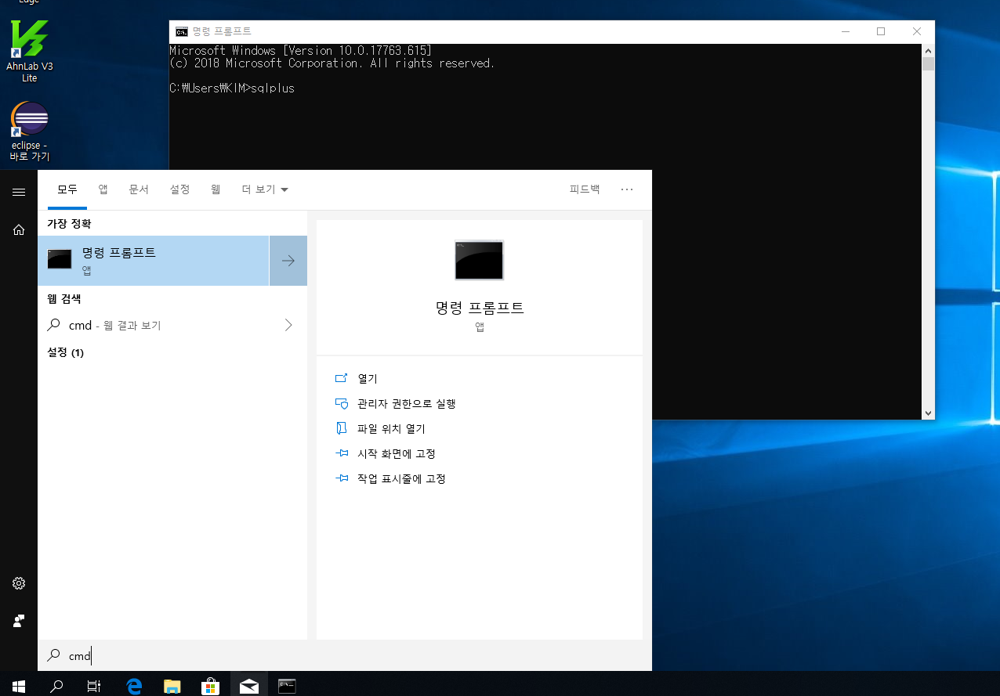 Edge
AhnLab V3
Lite
eclipse -
바로 가기
명령 프롬프트
Microsoft Windows [Version 10.0.17763.615]
(c) 2018 Microsoft Corporation. All rights reserved.
C:₩Users₩KIM>sqlplus
모두 앱 문서 설정 웹 더 보기 피드백 ...
가장 정확
명령 프롬프트
앱
웹 검색
cmd - 웹 결과 보기
설정 (1)
명령 프롬프트
앱
열기
관리자 권한으로 실행
파일 위치 열기
시작 화면에 고정
작업 표시줄에 고정
cmd